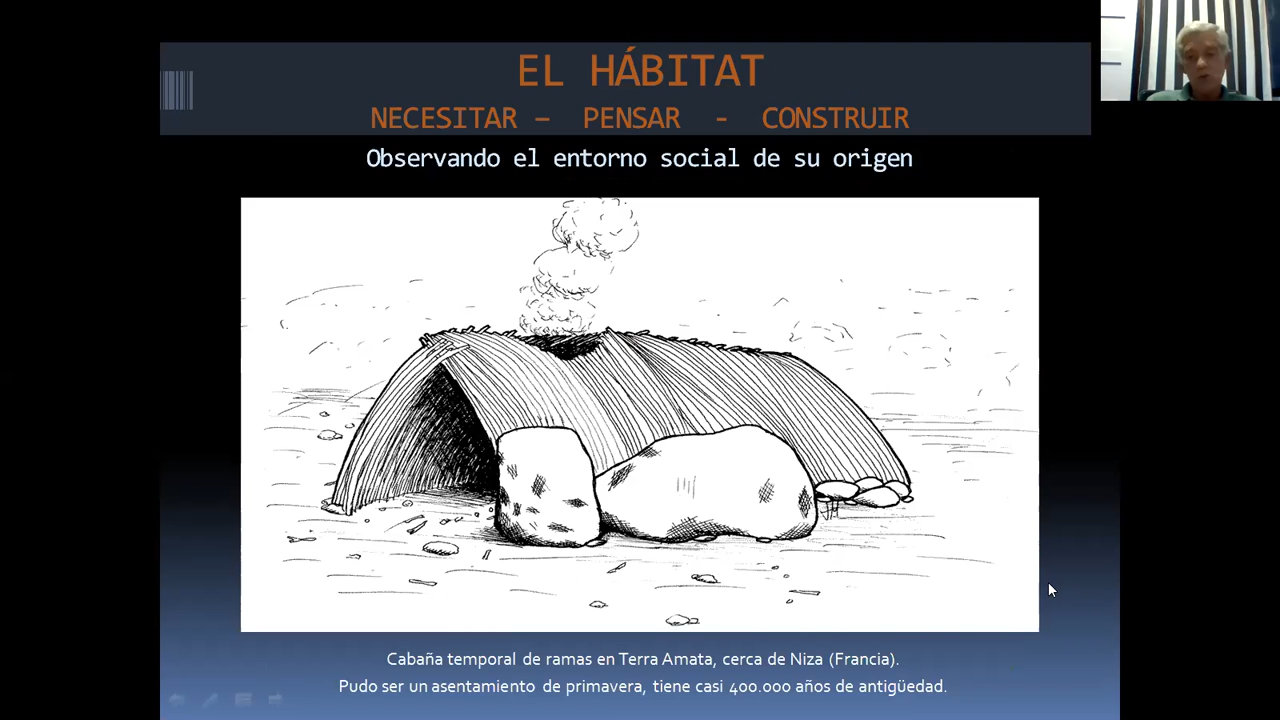 EL HÁBITAT
NECESITAR – PENSAR - CONSTRUIR
Observando el entorno social de su origen
Cabaña temporal de ramas en Terra Amata, cerca de Niza (Francia).
Pudo ser un asentamiento de primavera, tiene casi 400.000 años de antigüedad.